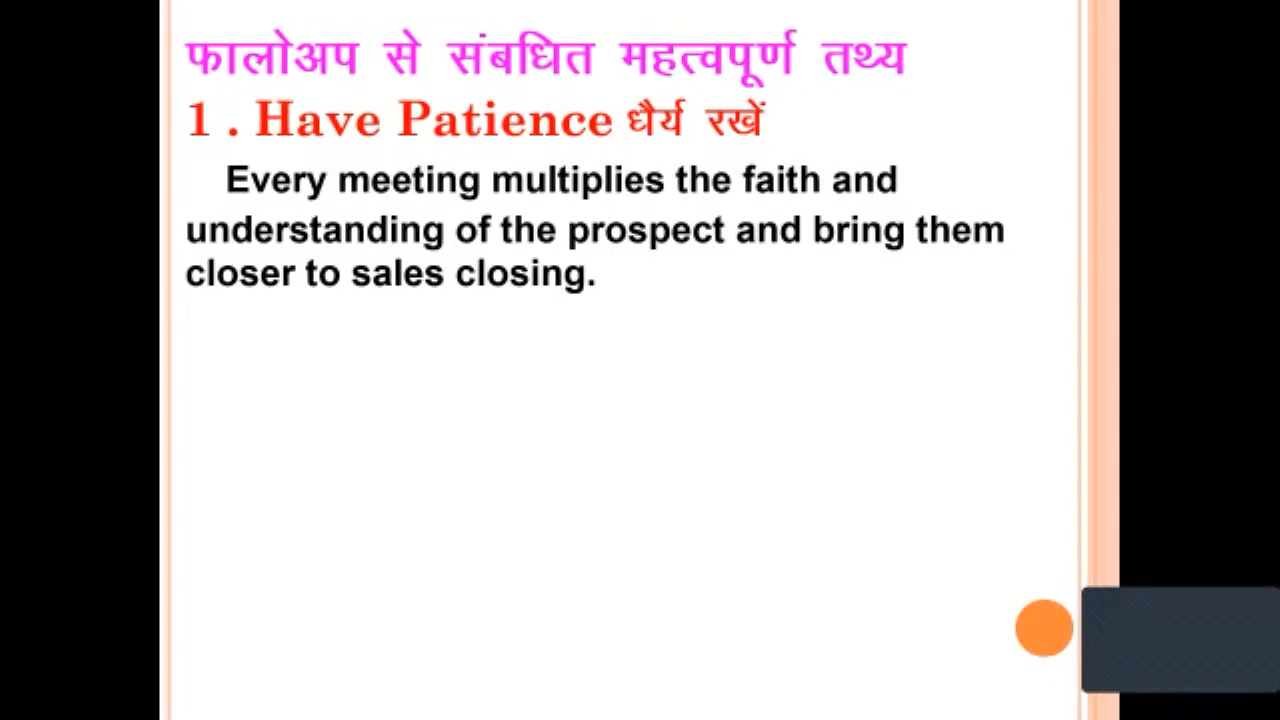 फालोअप से संबधित महत्वपूर्ण तथ्य
1 . Have Patience धैर्य रखें
Every meeting multiplies the faith and
understanding of the prospect and bring them
closer to sales closing.